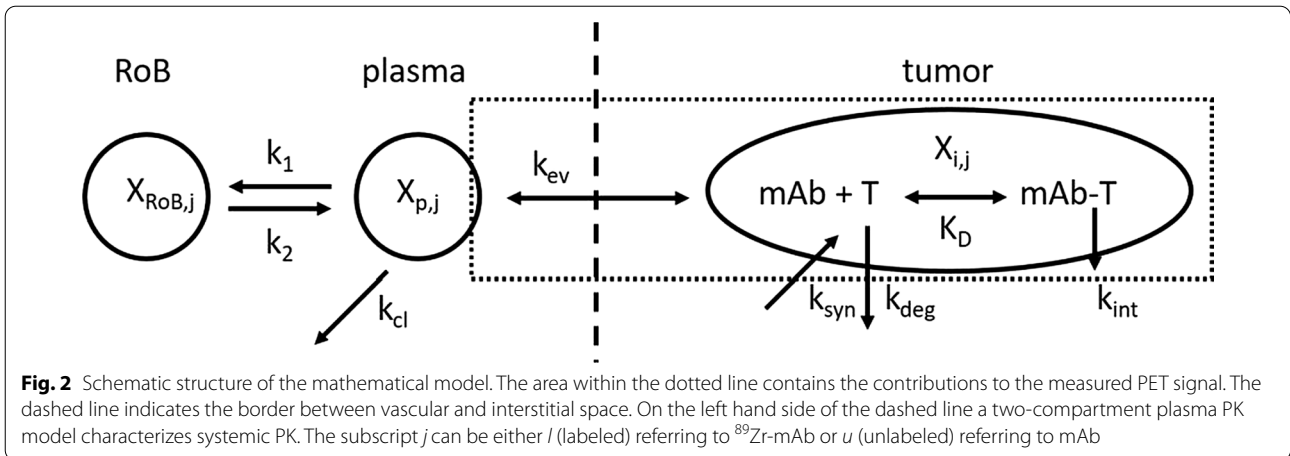 RoB plasma tumor
k1
kev
Xi,j
XRoB,j
Xp,j
mAb + T mAb-T
k2
KD
kcl
ksyn kdeg kint
Fig. 2 Schematic structure of the mathematical model. The area within the dotted line contains the contributions to the measured PET signal. The
dashed line indicates the border between vascular and interstitial space. On the left hand side of the dashed line a two-compartment plasma PK
model characterizes systemic PK. The subscript j can be either l (labeled) referring to 89Zr-mAb or u (unlabeled) referring to mAb